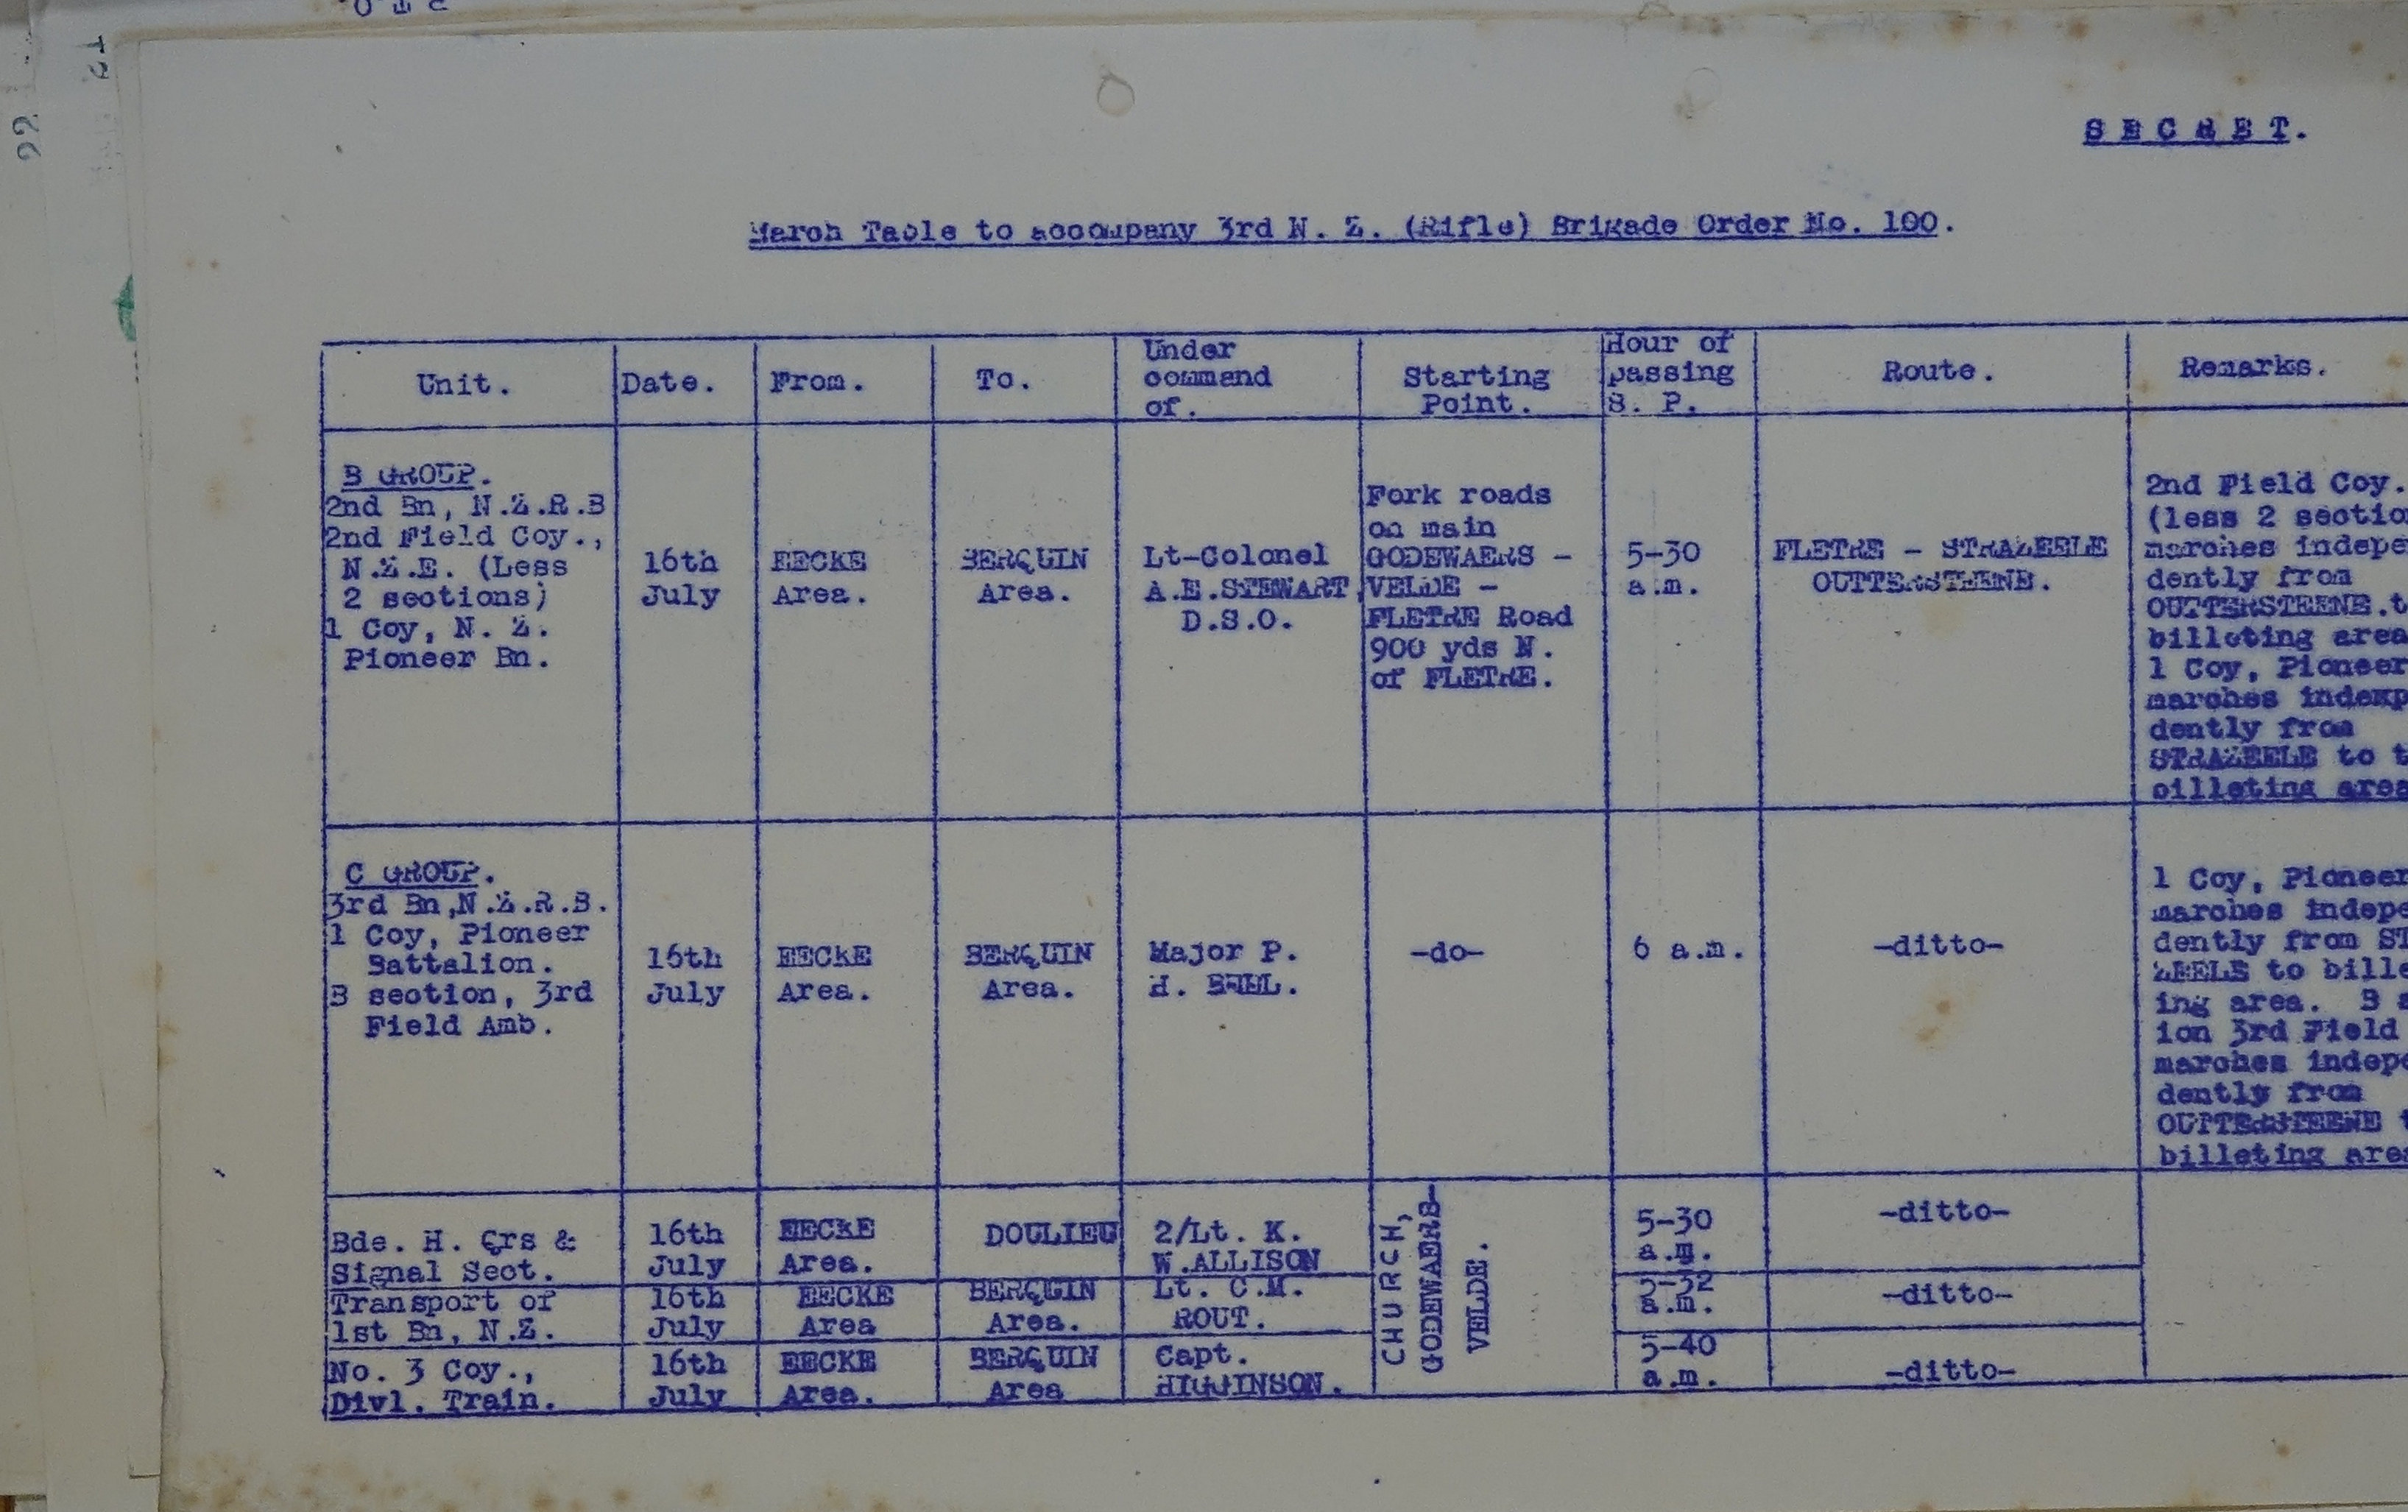 SECRET.
March Table to accompany 3rd N. Z. (Rifle) Brigade Order No. 100.
Unit.
Date.
From.
To.
Under
command
of.
Starting
Point.
Hour of
passing
S. P.
Route.
Remarks.
B GROUP.
2nd Bn, N.Z.R.B
2nd Field Coy.,
N.Z.E. (Less
2 sections)
1 Coy, N. Z.
Pioneer Bn.
16th
July
EECKE
Area.
BERQUIN
Area.
Lt-Colonel
A.E.STEWART
D.S.O.
Fork roads
on main
GODEWAERS -
VELDE -
FLETRE Road
900 yds N.
of FLETRE.
5-30
a.m.
FLETRE - STRAZEELE
OUTTERSTEENE.
2nd Field Coy.
(less 2 sectio
marches indepe
dently from
OUTTERSTEENE.t
billeting area
1 Coy, Pioneer
marches indexp
dently from
STRAZEELE to t
billeting area
C GROUP.
3rd Bn,N.Z.R.B.
1 Coy, Pioneer
Battalion.
B section, 3rd
Field Amb.
16th
July
EECKE
Area.
BERQUIN
Area.
Major P.
H. BELL.
-do-
6 a.m.
-ditto-
1 Coy, Pioneer
marches indepe
dently from ST
ZEELE to bille
ing area. B s
ion 3rd Field
marches indepe
dently from
OUTTERSTEENE t
billeting area
Bde. H. Qrs &
Signal Sect.
16th
July
EECKE
Area.
DOULIEU
2/Lt. K.
W.ALLISON
CHURCH,
GODEWAERS-
VELDE.
5-30
a.m.
-ditto-
Transport of
1st Bn, N.Z.
16th
July
EECKE
Area
BERQUIN
Area.
Lt. C.M.
ROUT.
5-32
a.m.
-ditto-
No. 3 Coy.,
Divl. Train.
16th
July
EECKE
Area.
BERQUIN
Area
Capt.
HIGGINSON.
5-40
a.m.
-ditto-
22